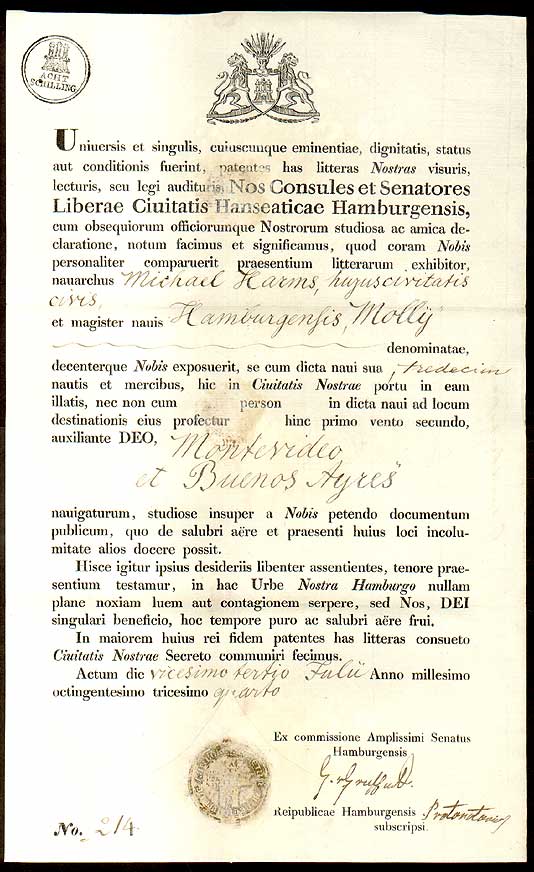 ACHT
SCHILLING
Uniuersis et singulis, cuiuscunque eminentiae, dignitatis, status
aut conditionis fuerint, patentes has litteras Nostras visuris,
lecturis, seu legi audituris, Nos Consules et Senatores
Liberae Ciuitatis Hanseaticae Hamburgensis,
cum obsequiorum officiorumque Nostrorum studiosa ac amica de-
claratione, notum facimus et significamus, quod coram Nobis
personaliter comparuerit praesentium litterarum exhibitor,
nauarchus Michael Harms, hujus civitatis
civis,
et magister nauis Hamburgensis, Molly
denominatae,
decenterque Nobis exposuerit, se cum dicta naui sua, tredecim
nautis et mercibus, hic in Ciuitatis Nostrae portu in eam
illatis, nec non cum person in dicta naui ad locum
destinationis eius profectur hinc primo vento secundo,
auxiliante DEO, Montevideo
et Buenos Ayres
nauigaturum, studiose insuper a Nobis petendo documentum
publicum, quo de salubri aëre et praesenti huius loci incolu-
mitate alios docere possit.
Hisce igitur ipsius desideriis libenter assentientes, tenore prae-
sentium testamur, in hac Urbe Nostra Hamburgo nullam
plane noxiam luem aut contagionem serpere, sed Nos, DEI
singulari beneficio, hoc tempore puro ac salubri aëre frui.
In maiorem huius rei fidem patentes has litteras consueto
Ciuitatis Nostrae Secreto communiri fecimus.
Actum die vicesimo tertio Julii Anno millesimo
octingentesimo tricesimo quarto
Ex commissione Amplissimi Senatus
Hamburgensis
Reipublicae Hamburgensis Protonotarius
subscripsi.
No. 214